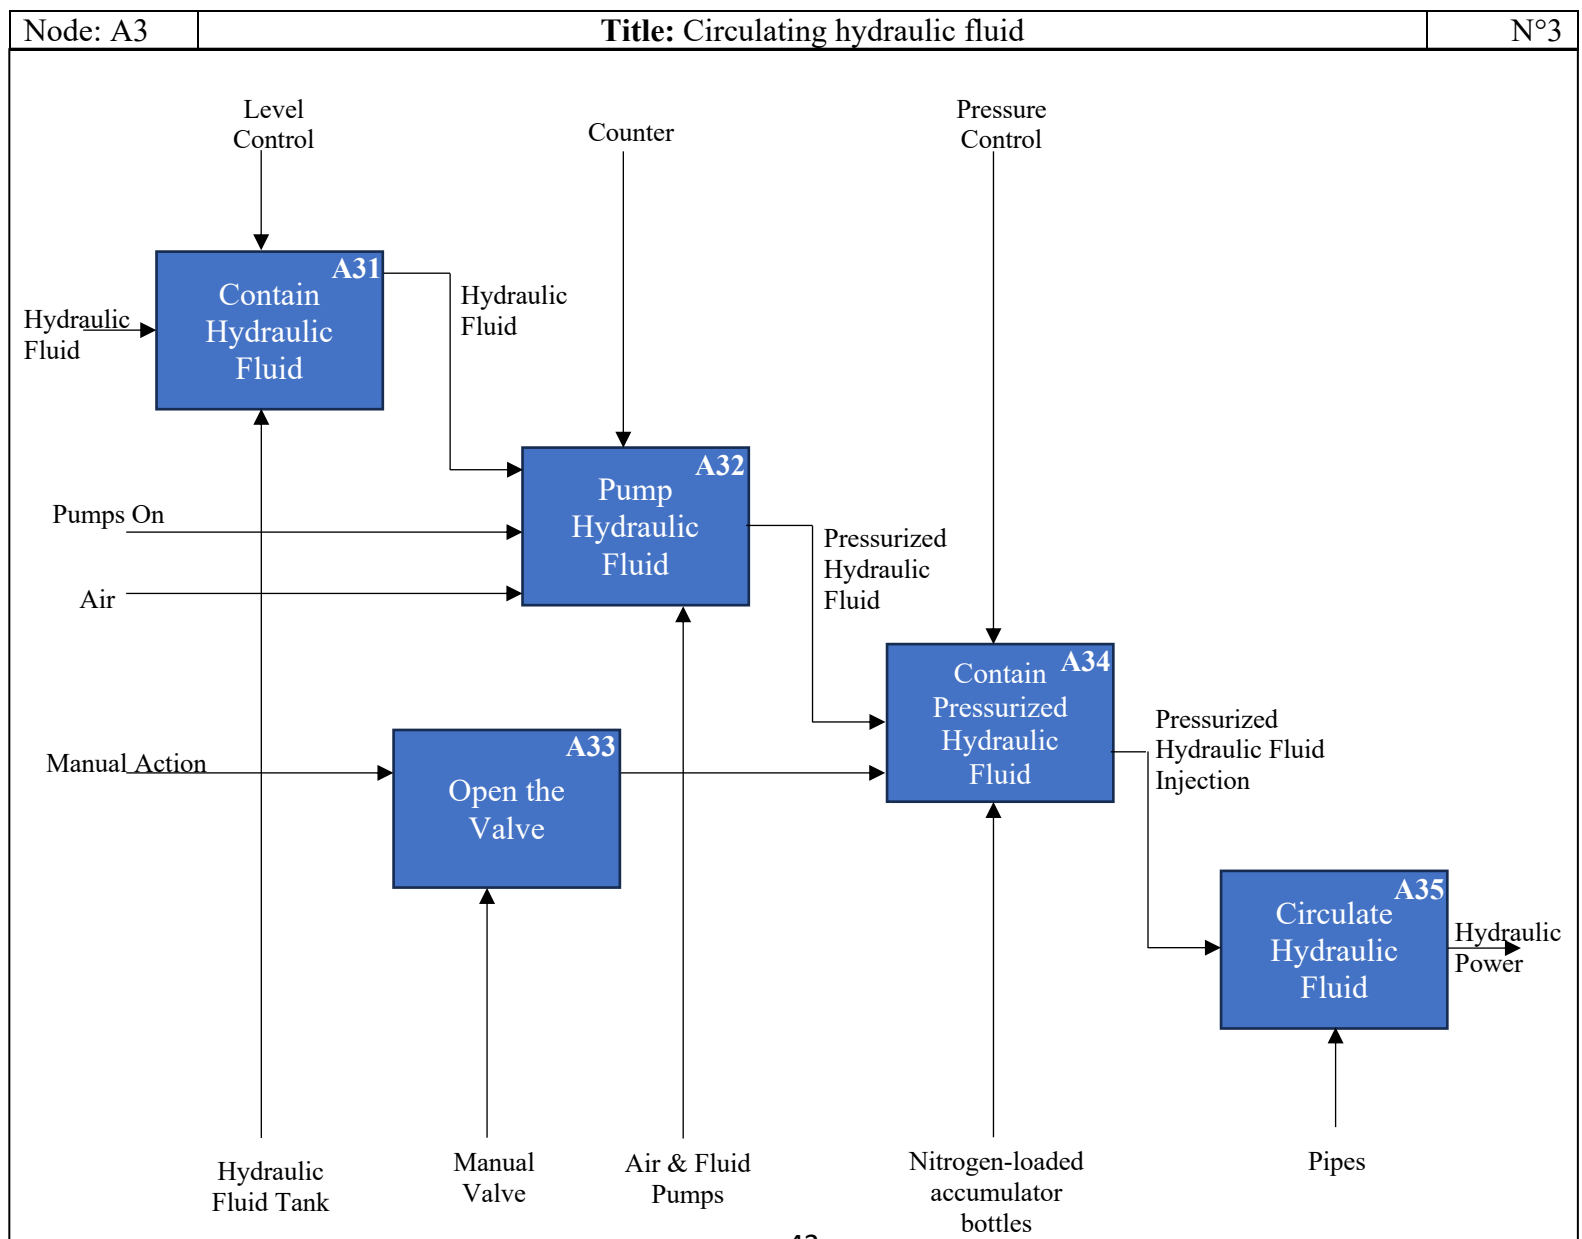 Node: A3
Title: Circulating hydraulic fluid
N°3
Level
Control
Counter
Pressure
Control
A31
Contain
Hydraulic
Fluid
Hydraulic
Fluid
Hydraulic
Fluid
A32
Pump
Hydraulic
Fluid
Pumps On
Air
Pressurized
Hydraulic
Fluid
A34
Contain
Pressurized
Hydraulic
Fluid
A33
Open the
Valve
Manual Action
Pressurized
Hydraulic Fluid
Injection
A35
Circulate
Hydraulic
Fluid
Hydraulic
Power
Hydraulic
Fluid Tank
Manual
Valve
Air & Fluid
Pumps
Nitrogen-loaded
accumulator
bottles
Pipes